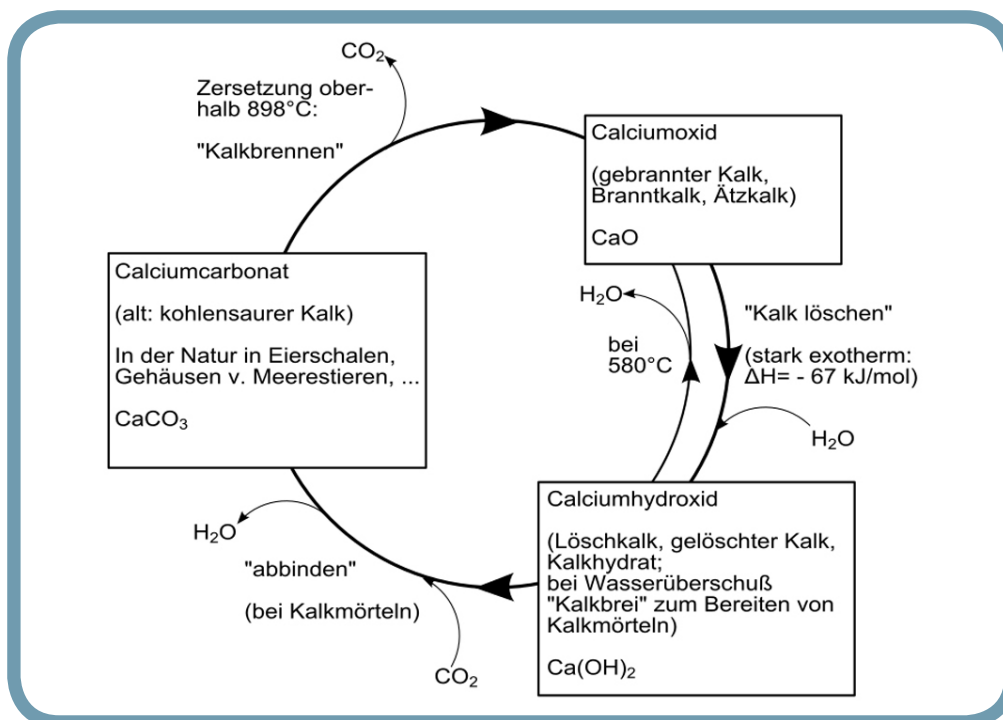 CO₂
Zersetzung ober-
halb 898°C:
"Kalkbrennen"
Calciumoxid
(gebrannter Kalk,
Branntkalk, Ätzkalk)
CaO
Calciumcarbonat
(alt: kohlensaurer Kalk)
In der Natur in Eierschalen,
Gehäusen v. Meerestieren, ...
CaCO₃
H₂O
bei
580°C
"Kalk löschen"
(stark exotherm:
ΔH= - 67 kJ/mol)
H₂O
Calciumhydroxid
(Löschkalk, gelöschter Kalk,
Kalkhydrat;
bei Wasserüberschuß
"Kalkbrei" zum Bereiten von
Kalkmörteln)
Ca(OH)₂
H₂O
"abbinden"
(bei Kalkmörteln)
CO₂